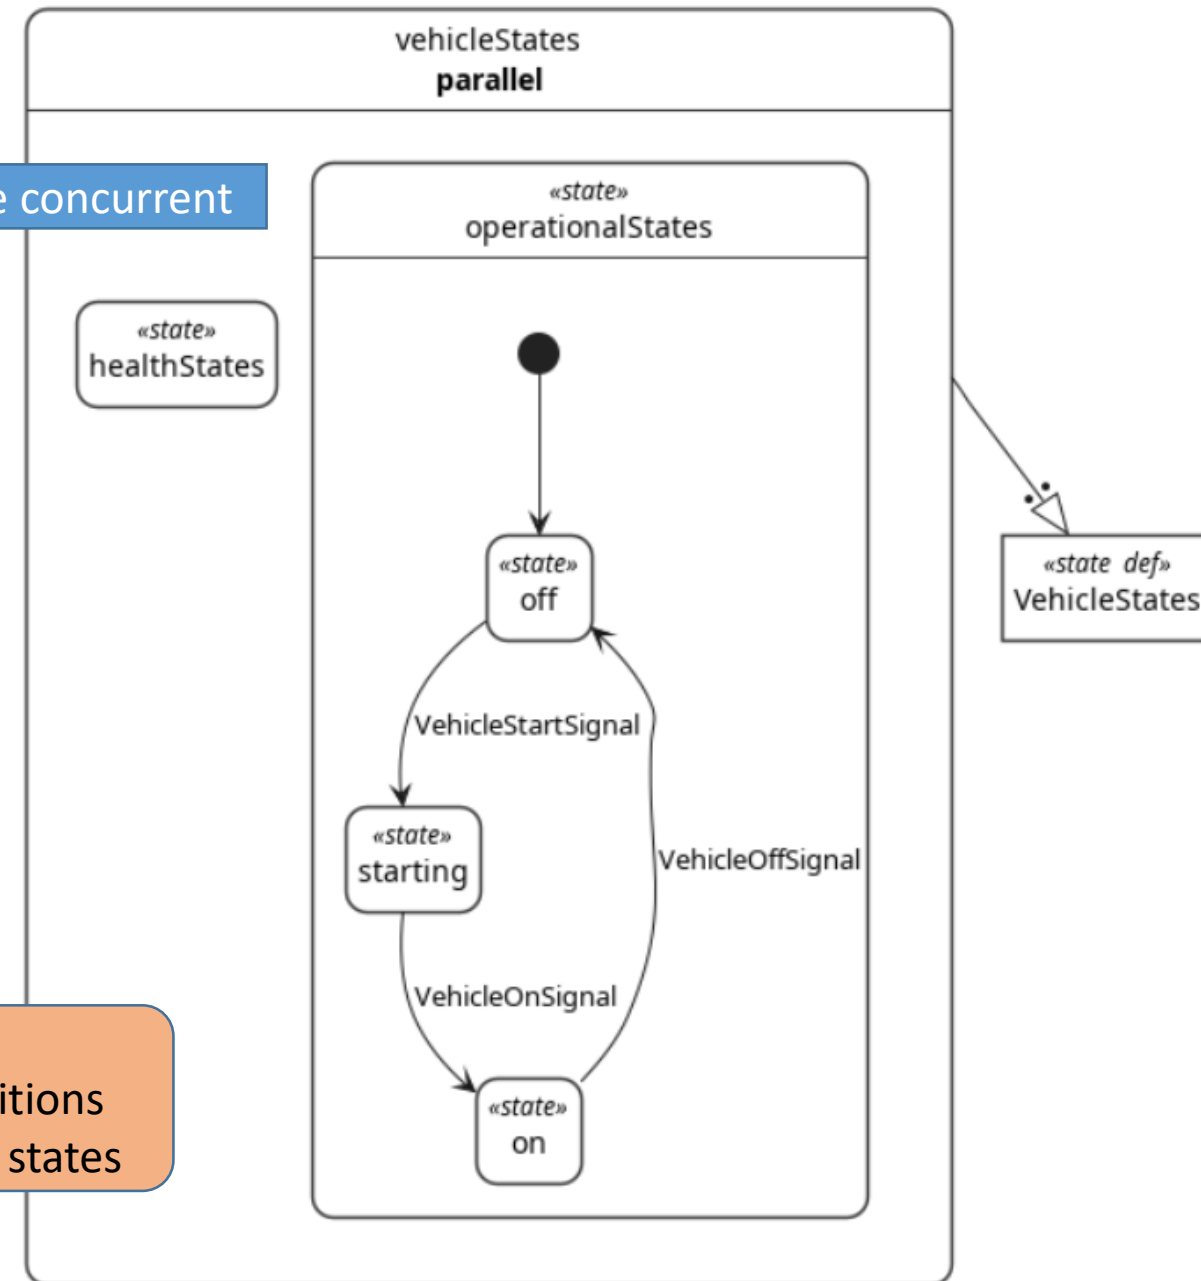 vehicleStates
parallel
e concurrent
«state»
operationalStates
«state»
healthStates
«state»
off
«state def»
VehicleStates
VehicleStartSignal
«state»
starting
VehicleOffSignal
VehicleOnSignal
itions
states
«state»
on